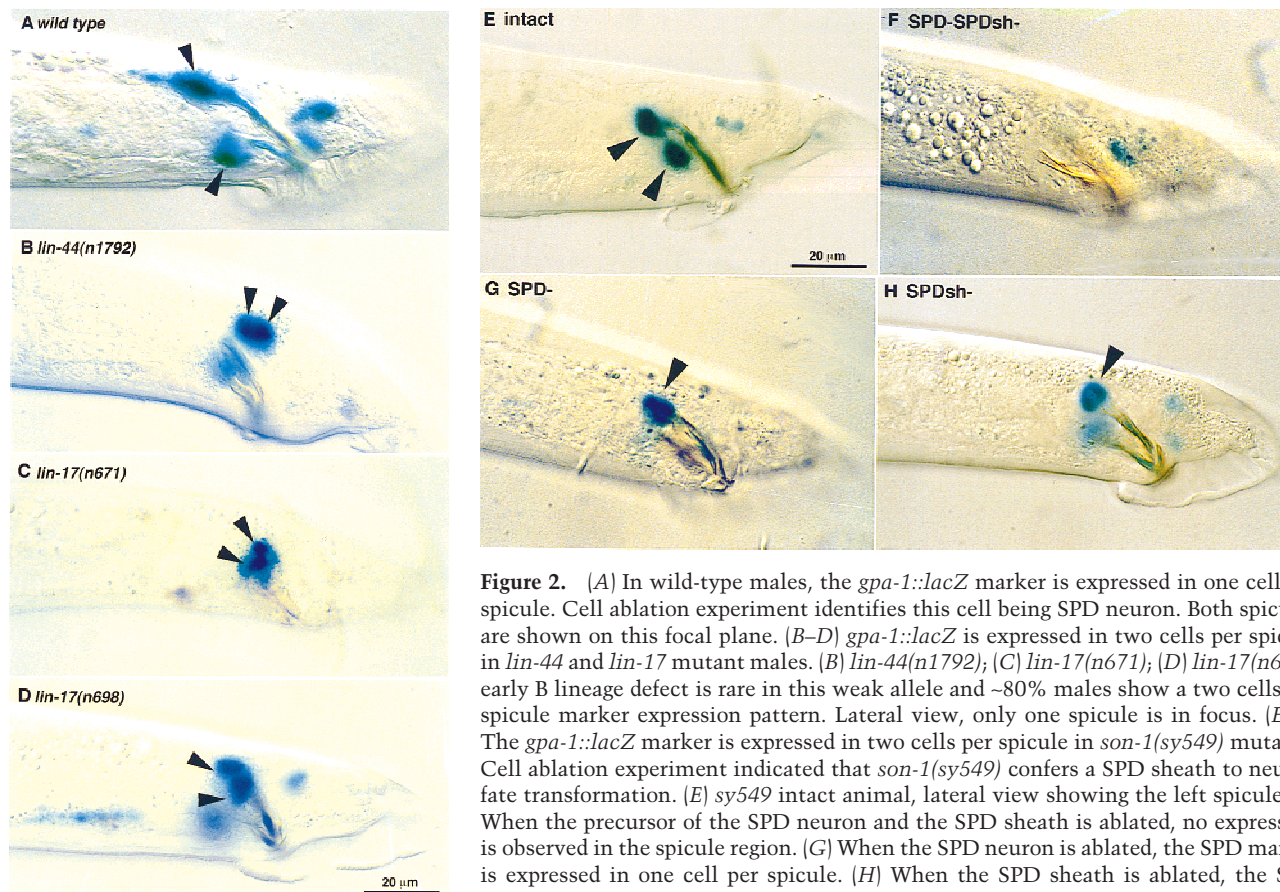 A wild type
B lin-44(n1792)
C lin-17(n671)
D lin-17(n698)
20 μm
E intact
20 μm
F SPD-SPDsh-
G SPD-
H SPDsh-
Figure 2. (A) In wild-type males, the gpa-1::lacZ marker is expressed in one cell
spicule. Cell ablation experiment identifies this cell being SPD neuron. Both
are shown on this focal plane. (B–D) gpa-1::lacZ is expressed in two cells per
in lin-44 and lin-17 mutant males. (B) lin-44(n1792); (C) lin-17(n671); (D)
early B lineage defect is rare in this weak allele and ~80% males show a two cells
spicule marker expression pattern. Lateral view, only one spicule is in focus.
The gpa-1::lacZ marker is expressed in two cells per spicule in son-1(sy549)
Cell ablation experiment indicated that son-1(sy549) confers a SPD sheath to
fate transformation. (E) sy549 intact animal, lateral view showing the left spicule
When the precursor of the SPD neuron and the SPD sheath is ablated, no
is observed in the spicule region. (G) When the SPD neuron is ablated, the SPD
is expressed in one cell per spicule. (H) When the SPD sheath is ablated, the